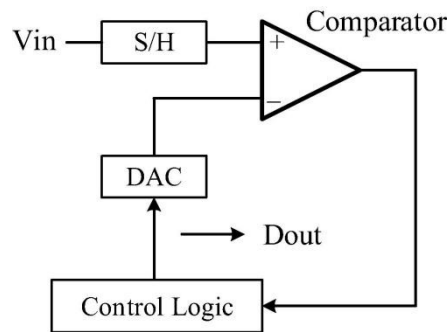 Comparator
Vin
S/H
+
−
DAC
Dout
Control Logic